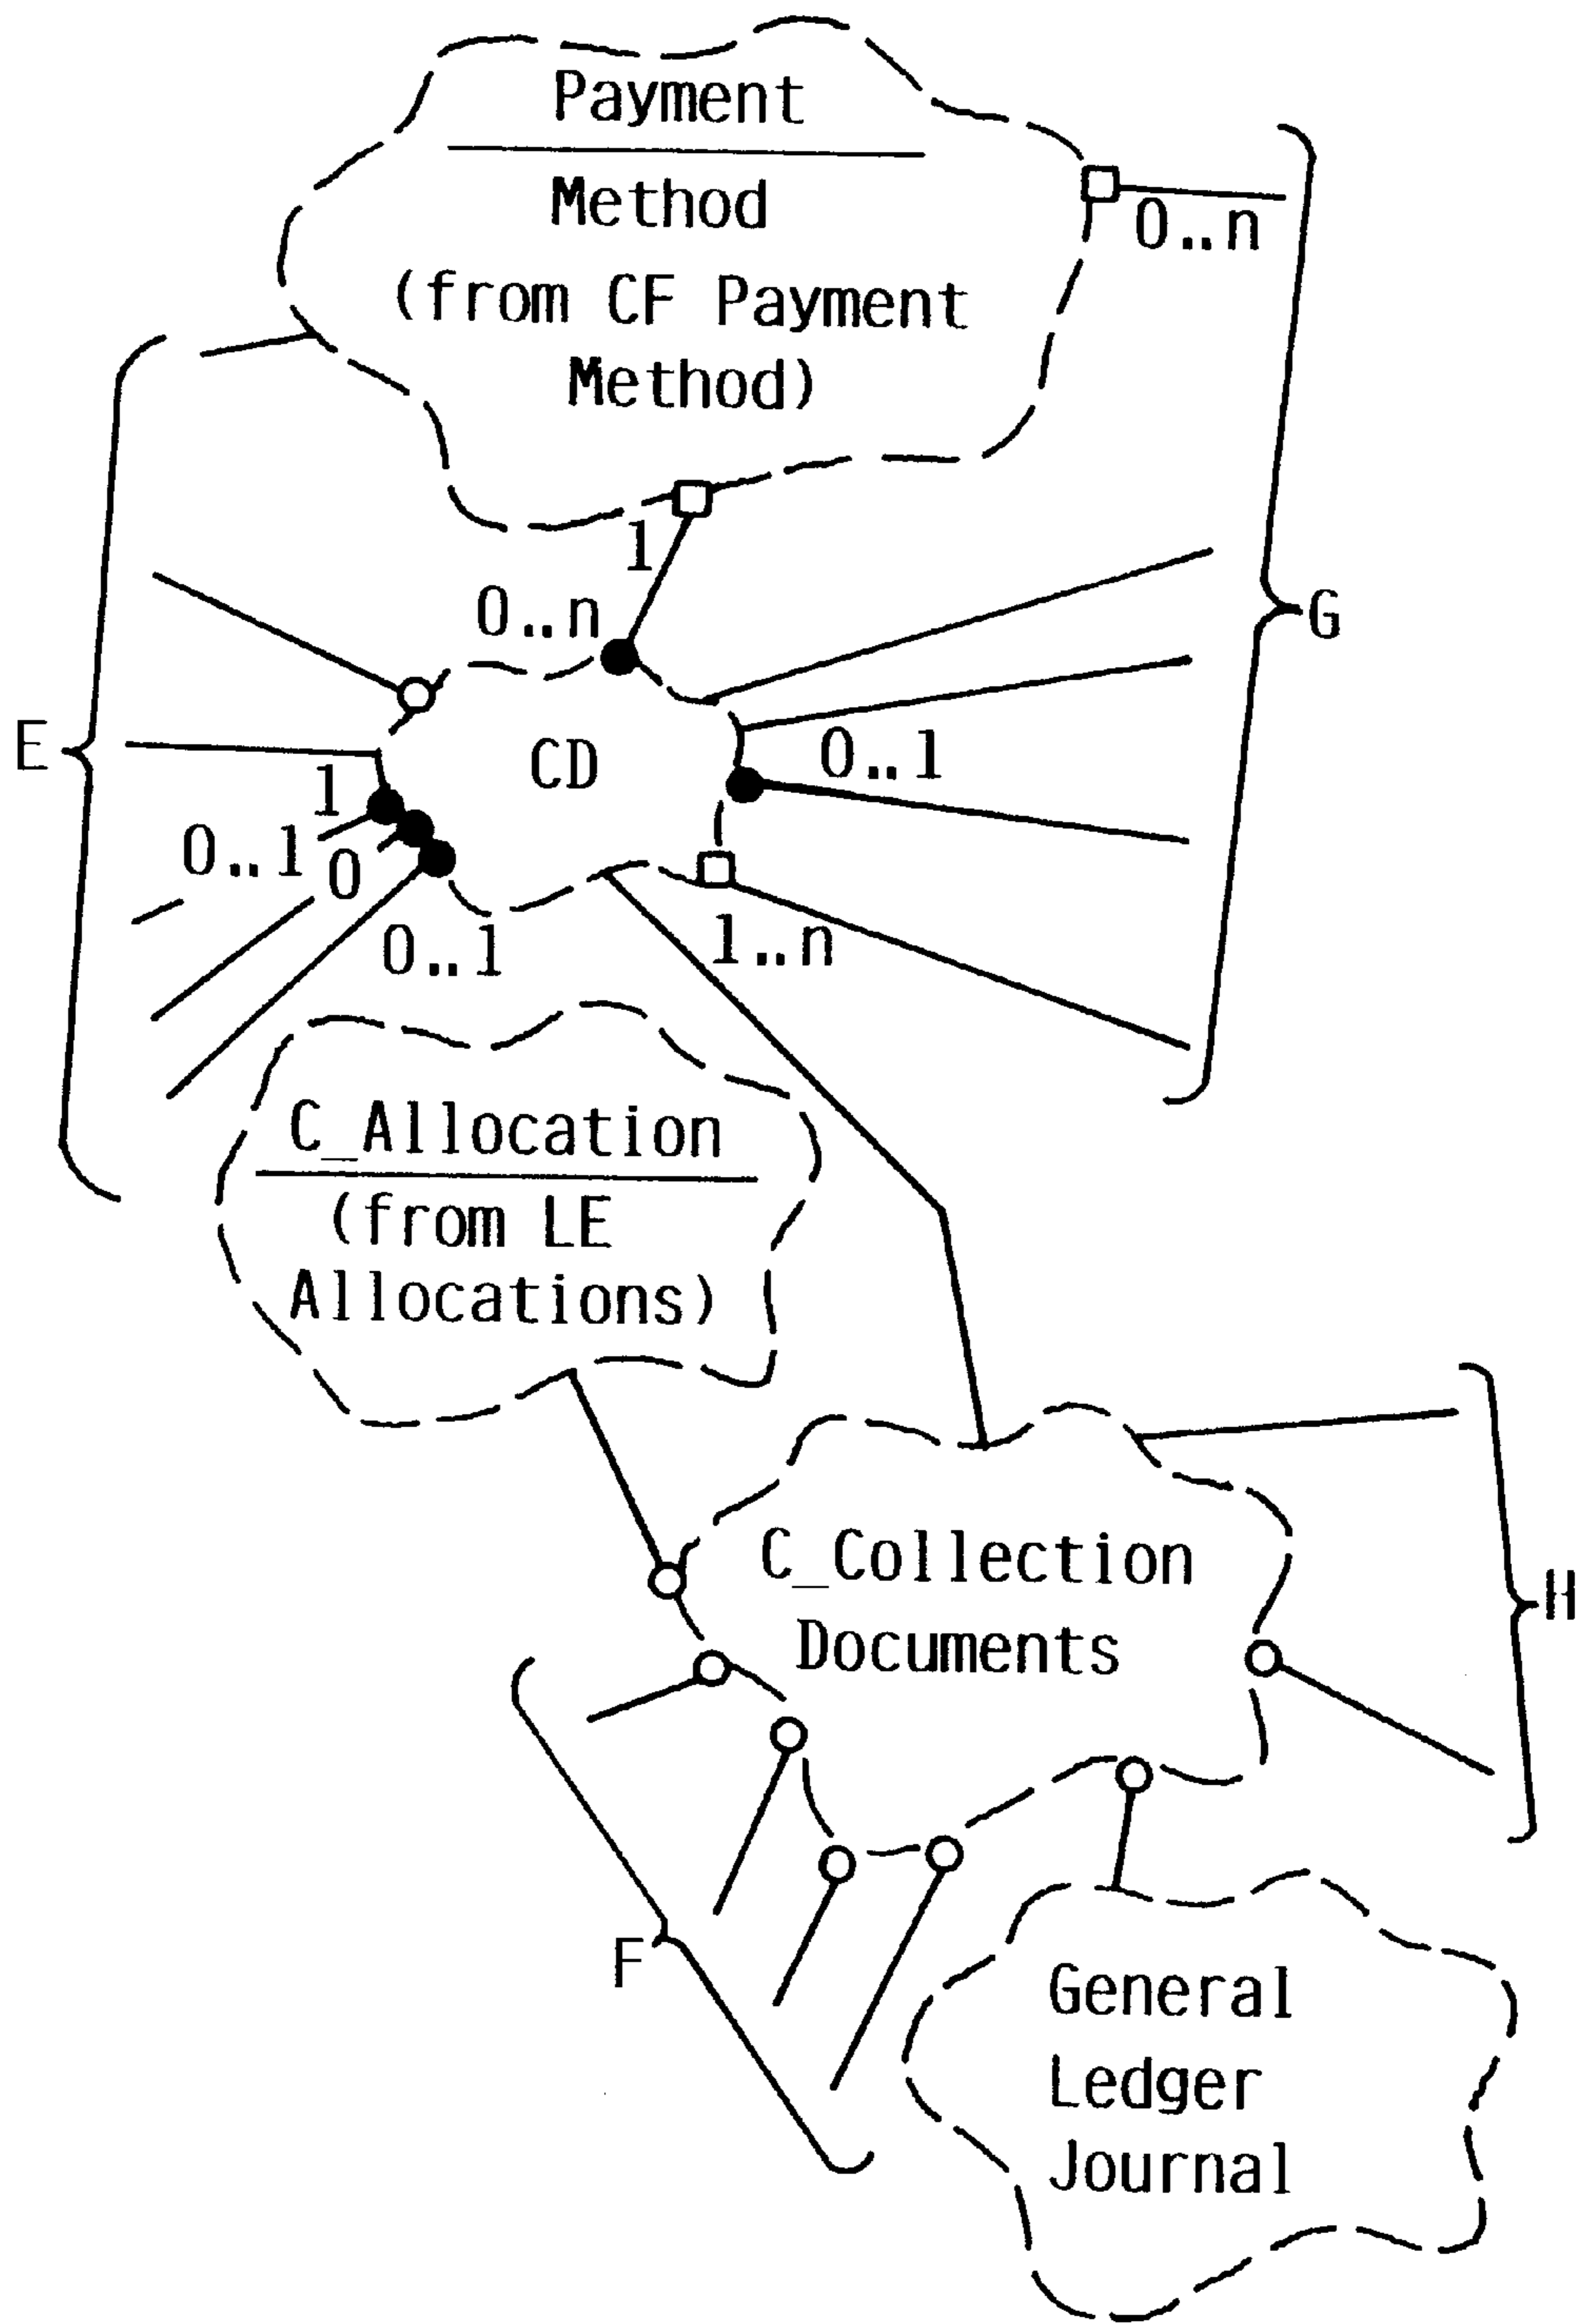 Payment
Method
(from CF Payment
Method)
0..n
1
0..n
G
E
CD
0..1
1
0..1
0
0..1
1..n
C_Allocation
(from LE
Allocations)
C_Collection
Documents
H
F
General
Ledger
Journal